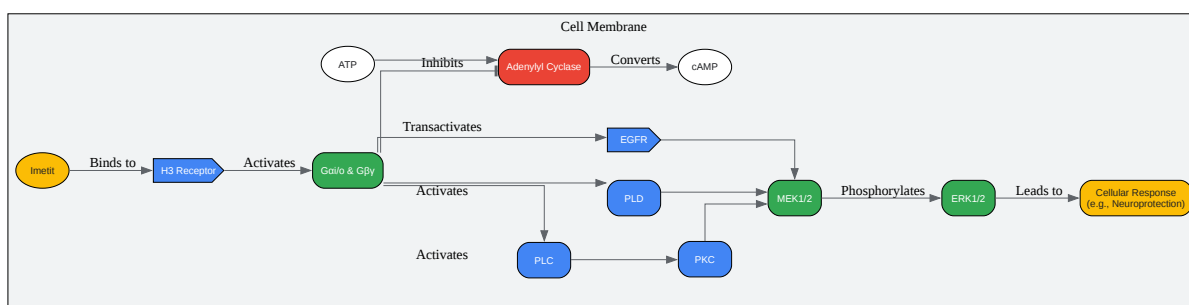 Cell Membrane
ATP
Inhibits
Adenylyl Cyclase
Converts
cAMP
Transactivates
EGFR
Imetit
Binds to
H3 Receptor
Activates
Gαi/o & Gβγ
Activates
PLD
MEK1/2
Phosphorylates
ERK1/2
Leads to
Cellular Response
(e.g., Neuroprotection)
Activates
PLC
PKC